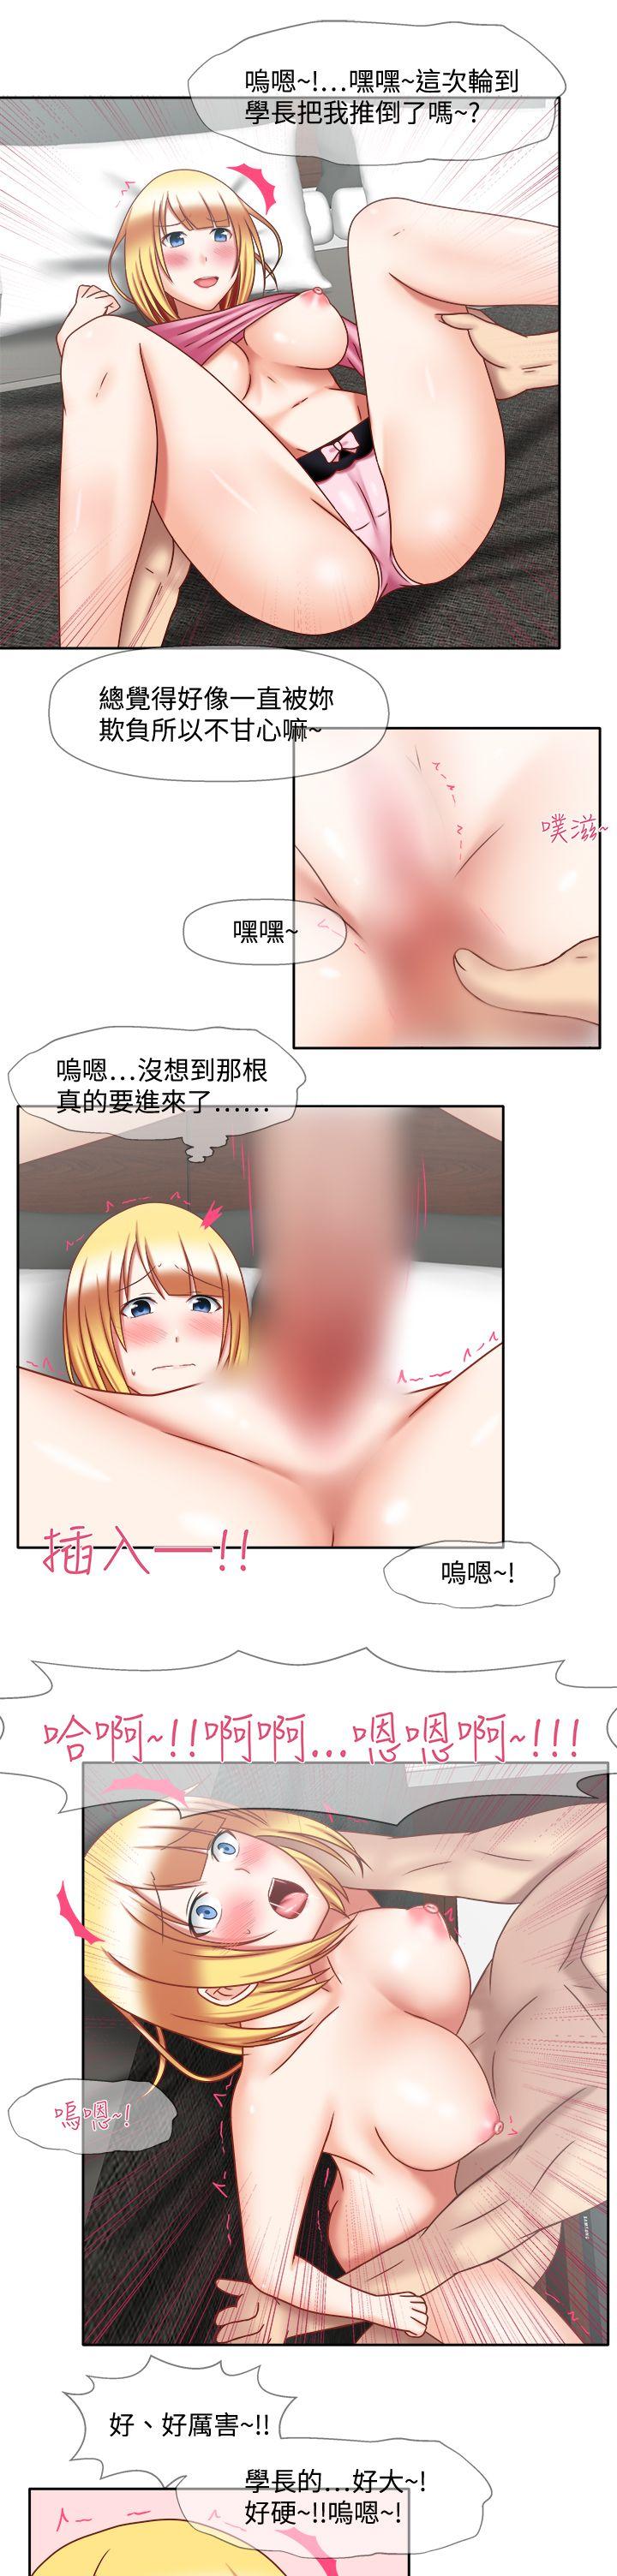 嗚嗯~!...嘿嘿~這次輪到
學長把我推倒了嗎~?
總覺得好像一直被妳
欺負所以不甘心嘛~
噗滋~
嘿嘿~
嗚嗯...沒想到那根
真的要進來了......
插入—!!
嗚嗯~!
哈啊~!!啊啊...嗯嗯啊~!!!
嗚嗯~!
好、好厲害~!!
學長的...好大~!
好硬~!!嗚嗯~!